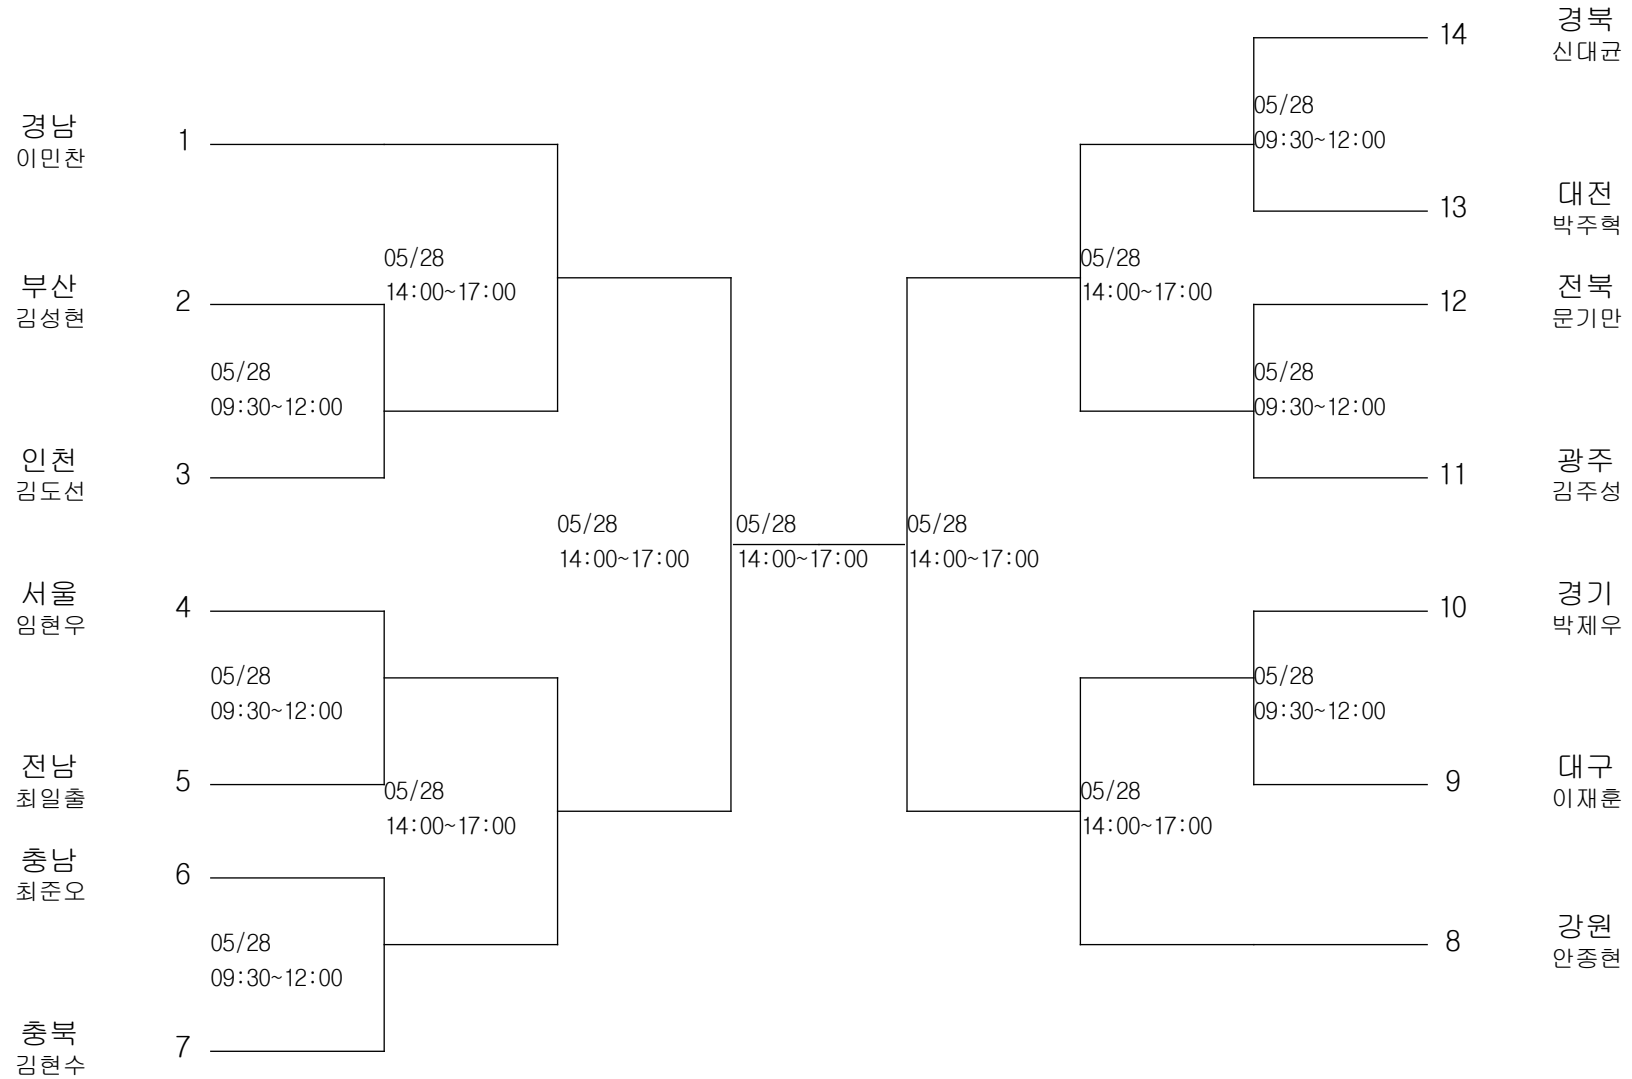 경북
14
신대균
05/28
경남
09:30~12:00
1
이민찬
대전
13
박주혁
05/28
05/28
부산
14:00~17:00
14:00~17:00
전북
2
12
김성현
문기만
05/28
05/28
09:30~12:00
09:30~12:00
인천
광주
3
11
김도선
김주성
05/28
05/28
05/28
14:00~17:00
14:00~17:00
14:00~17:00
서울
경기
4
10
임현우
박제우
05/28
05/28
09:30~12:00
09:30~12:00
전남
대구
5
9
05/28
05/28
최일출
이재훈
14:00~17:00
14:00~17:00
충남
6
최준오
강원
05/28
8
안종현
09:30~12:00
충북
7
김현수